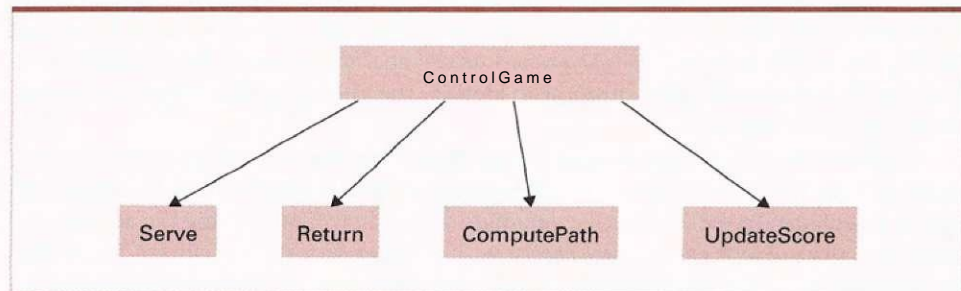 ControlGame
Serve
Return
ComputePath
UpdateScore